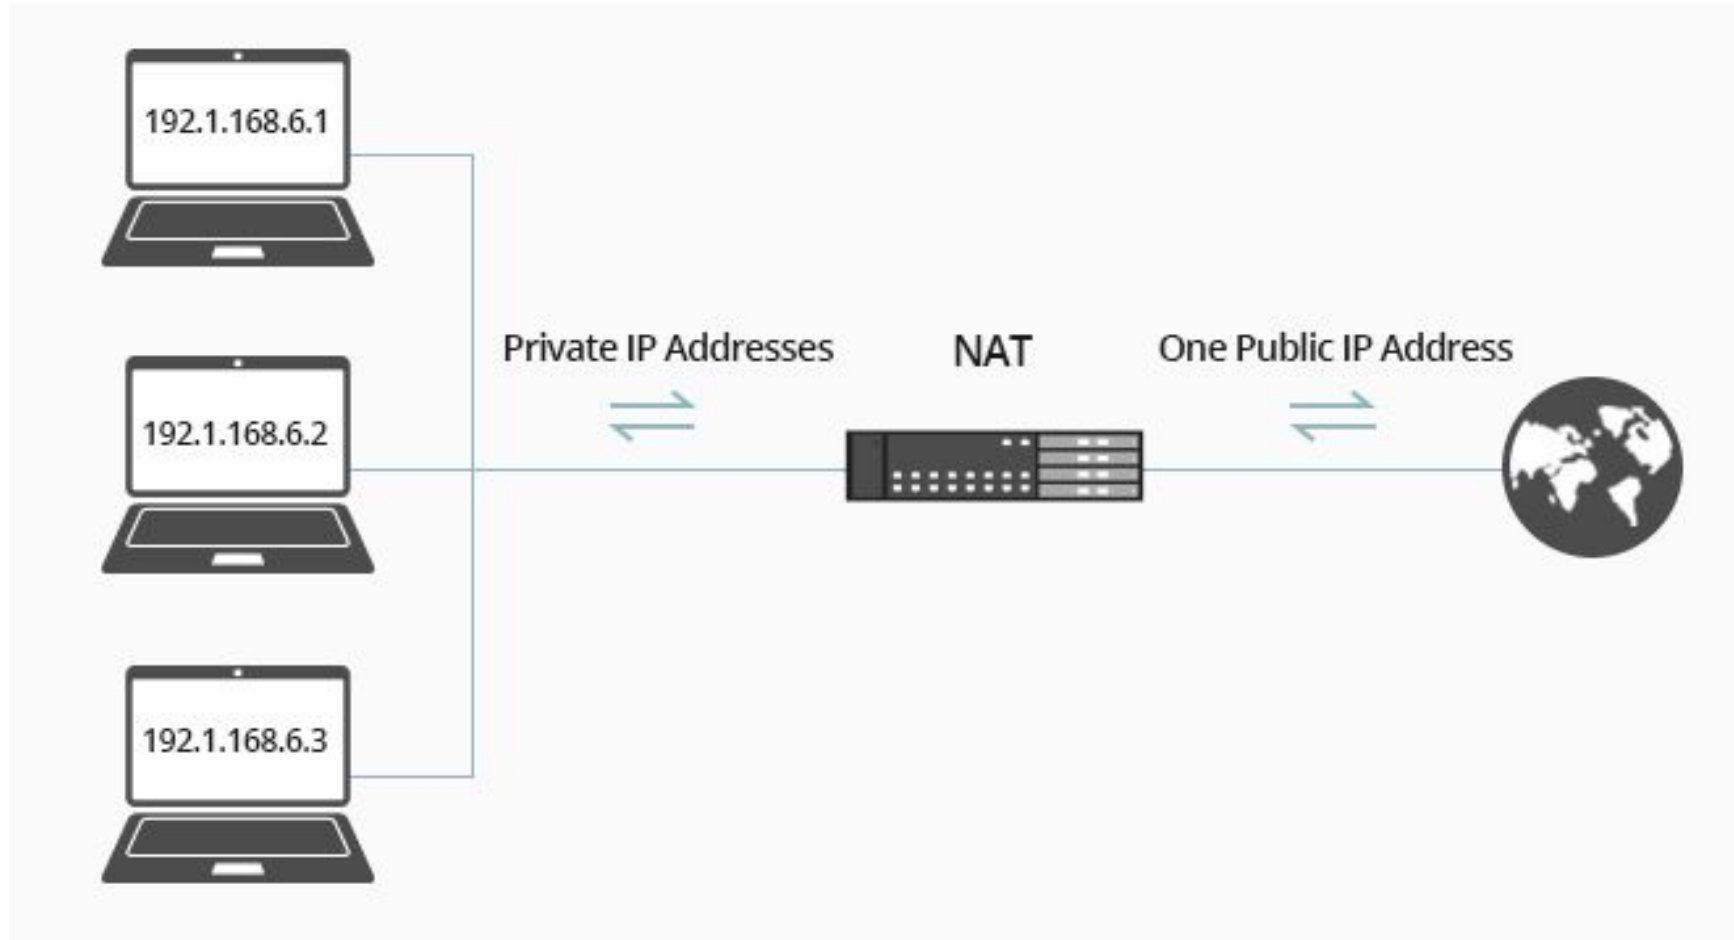 192.1.168.6.1
Private IP Addresses
NAT
One Public IP Address
192.1.168.6.2
192.1.168.6.3